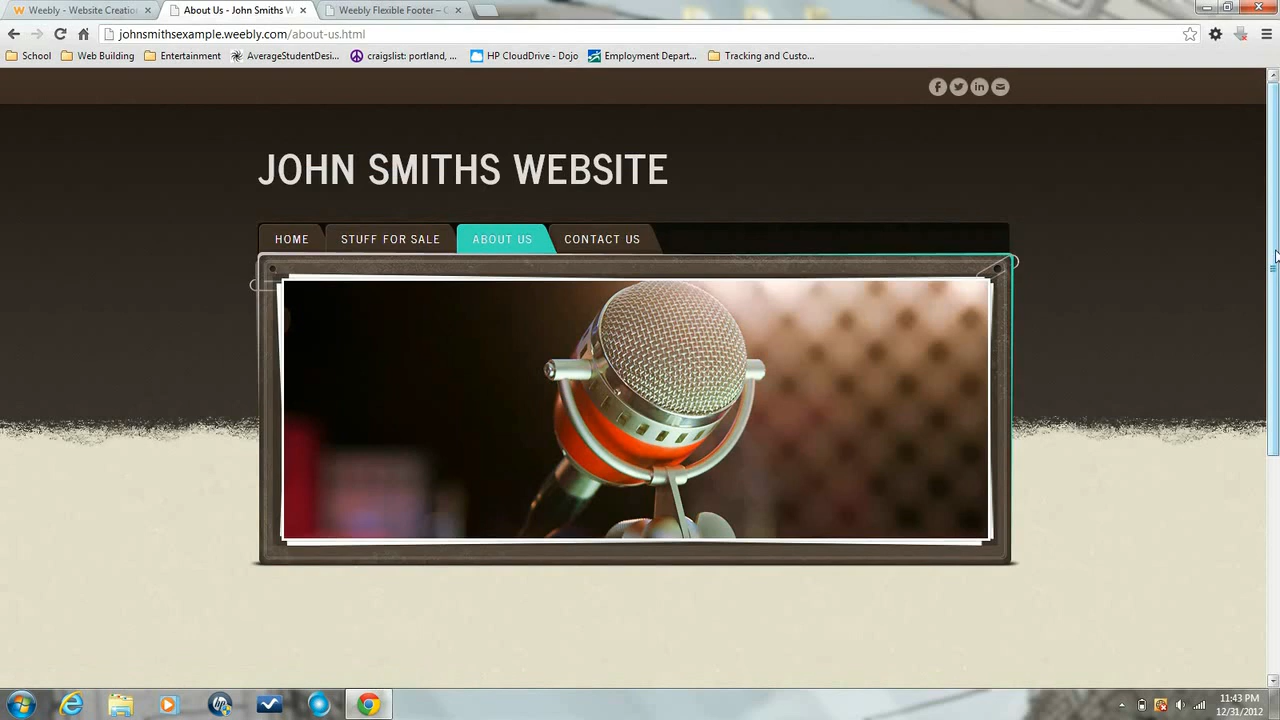 Weebly - Website Creation
About Us - John Smiths W
Weebly Flexible Footer – C
johnsmithsexample.weebly.com/about-us.html
School
Web Building
Entertainment
AverageStudentDesi...
craigslist: portland, ...
HP CloudDrive - Dojo
Employment Depart...
Tracking and Custo...
JOHN SMITHS WEBSITE
HOME
STUFF FOR SALE
ABOUT US
CONTACT US
11:43 PM
12/31/2012